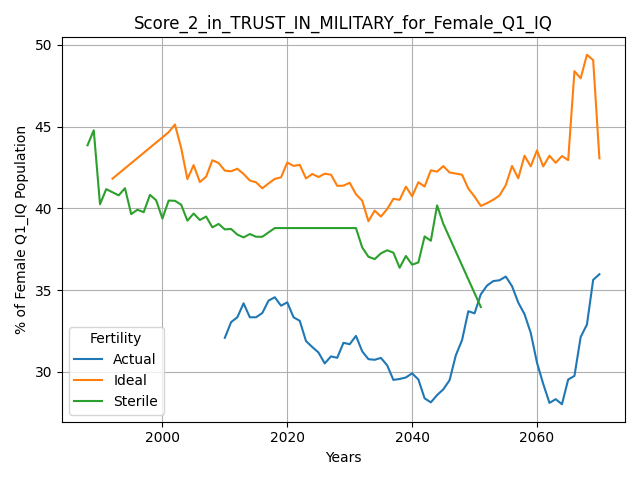 Score_2_in_TRUST_IN_MILITARY_for_Female_Q1_IQ
% of Female Q1_IQ Population
50
45
40
35
30
Fertility
Actual
Ideal
Sterile
2000
2020
2040
2060
Years